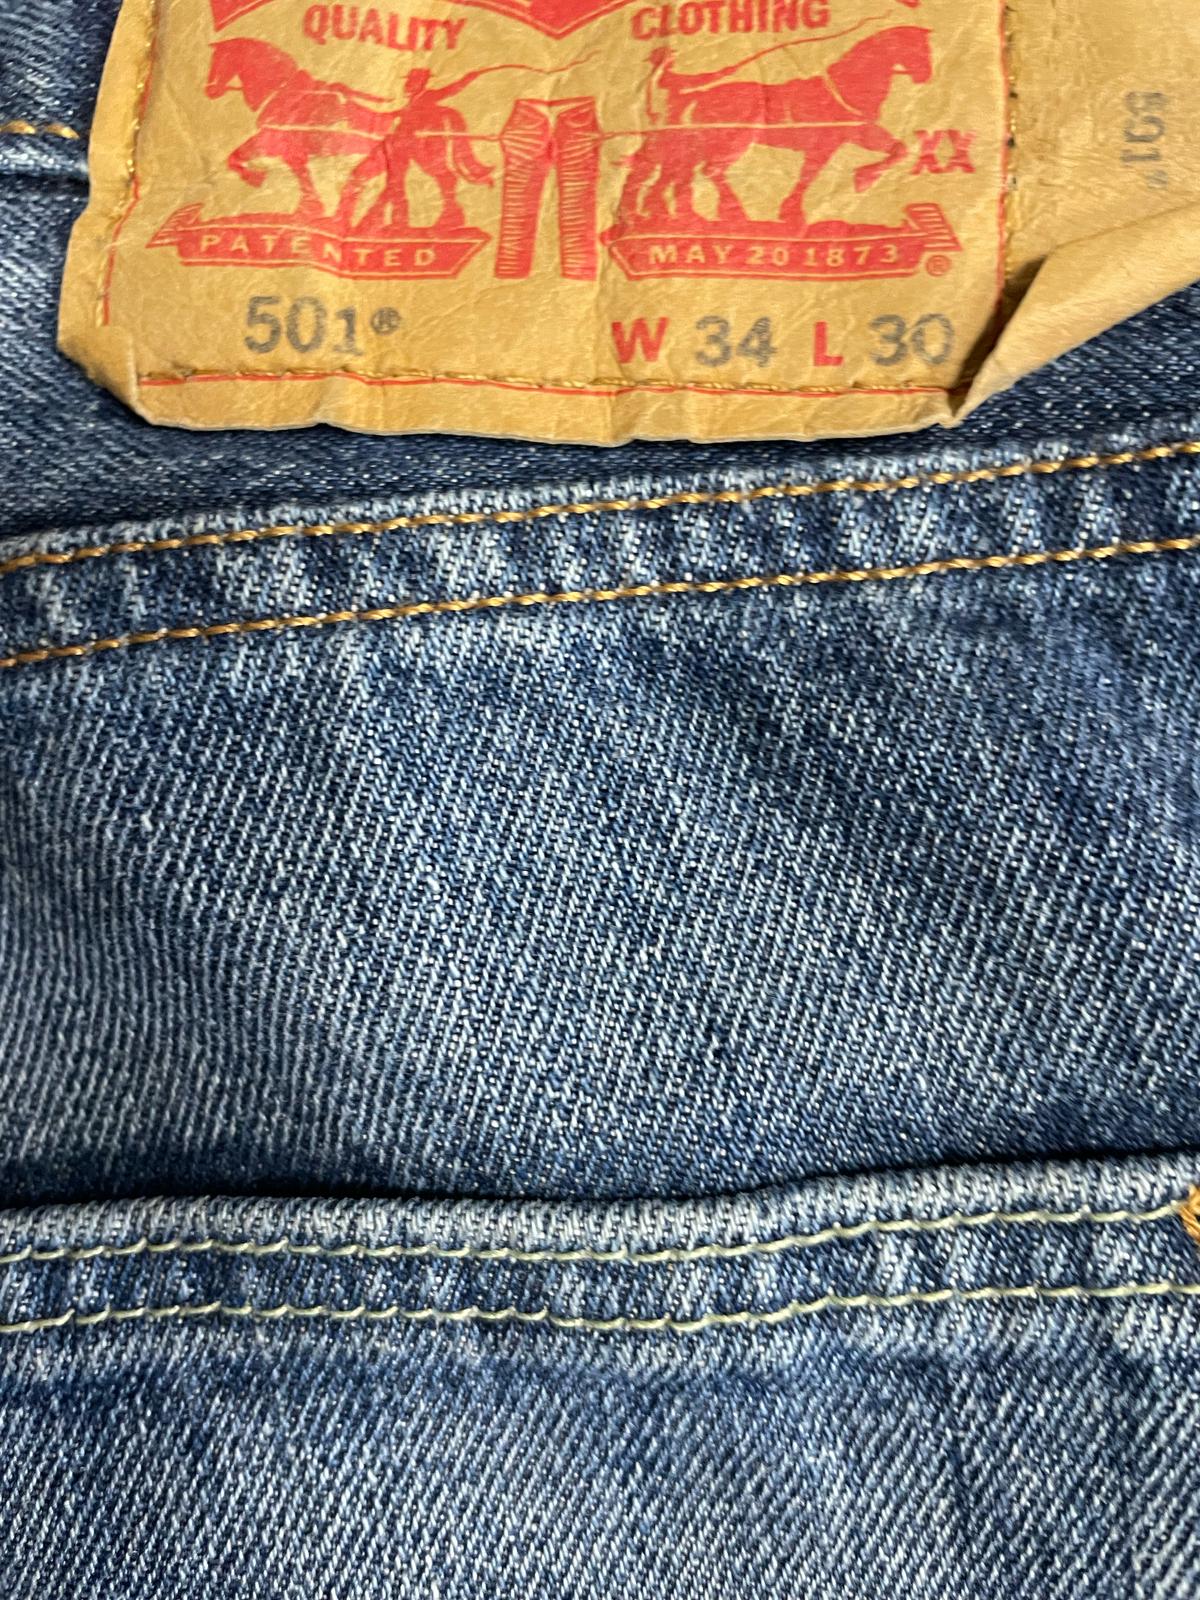 QUALITY CLOTHING
XX
PATENTED MAY 20 1873 ®
501® W 34 L 30
501®